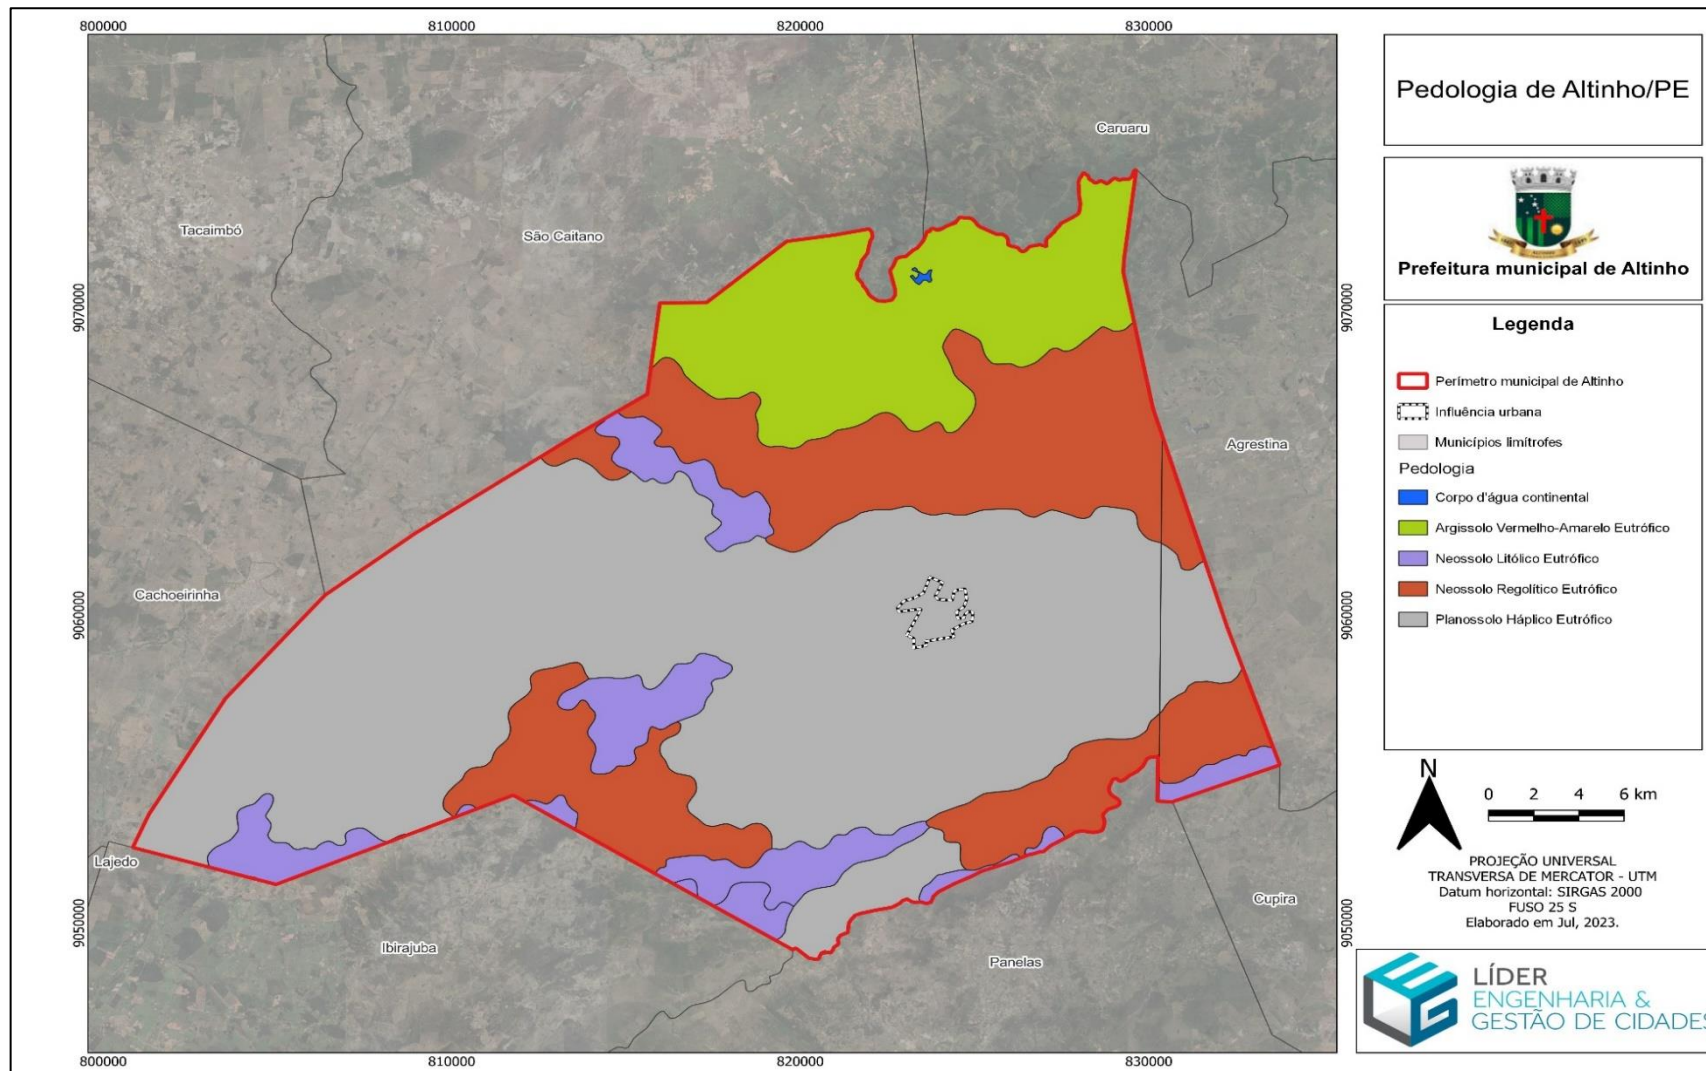 800000
810000
820000
830000
Caruaru
Tacaimbó
São Caitano
9070000
9070000
Agrestina
Cachoeirinha
9060000
9060000
Lajedo
Cupira
9050000
9050000
Ibirajuba
Panelas
800000
810000
820000
830000
Pedologia de Altinho/PE
Prefeitura municipal de Altinho
Legenda
Perímetro municipal de Altinho
Influência urbana
Municípios limítrofes
Pedologia
Corpo d'água continental
Argissolo Vermelho-Amarelo Eutrófico
Neossolo Litólico Eutrófico
Neossolo Regolítico Eutrófico
Planossolo Háplico Eutrófico
N
0 2 4 6 km
PROJEÇÃO UNIVERSAL
TRANSVERSA DE MERCATOR - UTM
Datum horizontal: SIRGAS 2000
FUSO 25 S
Elaborado em Jul, 2023.
LÍDER
ENGENHARIA &
GESTÃO DE CIDADES